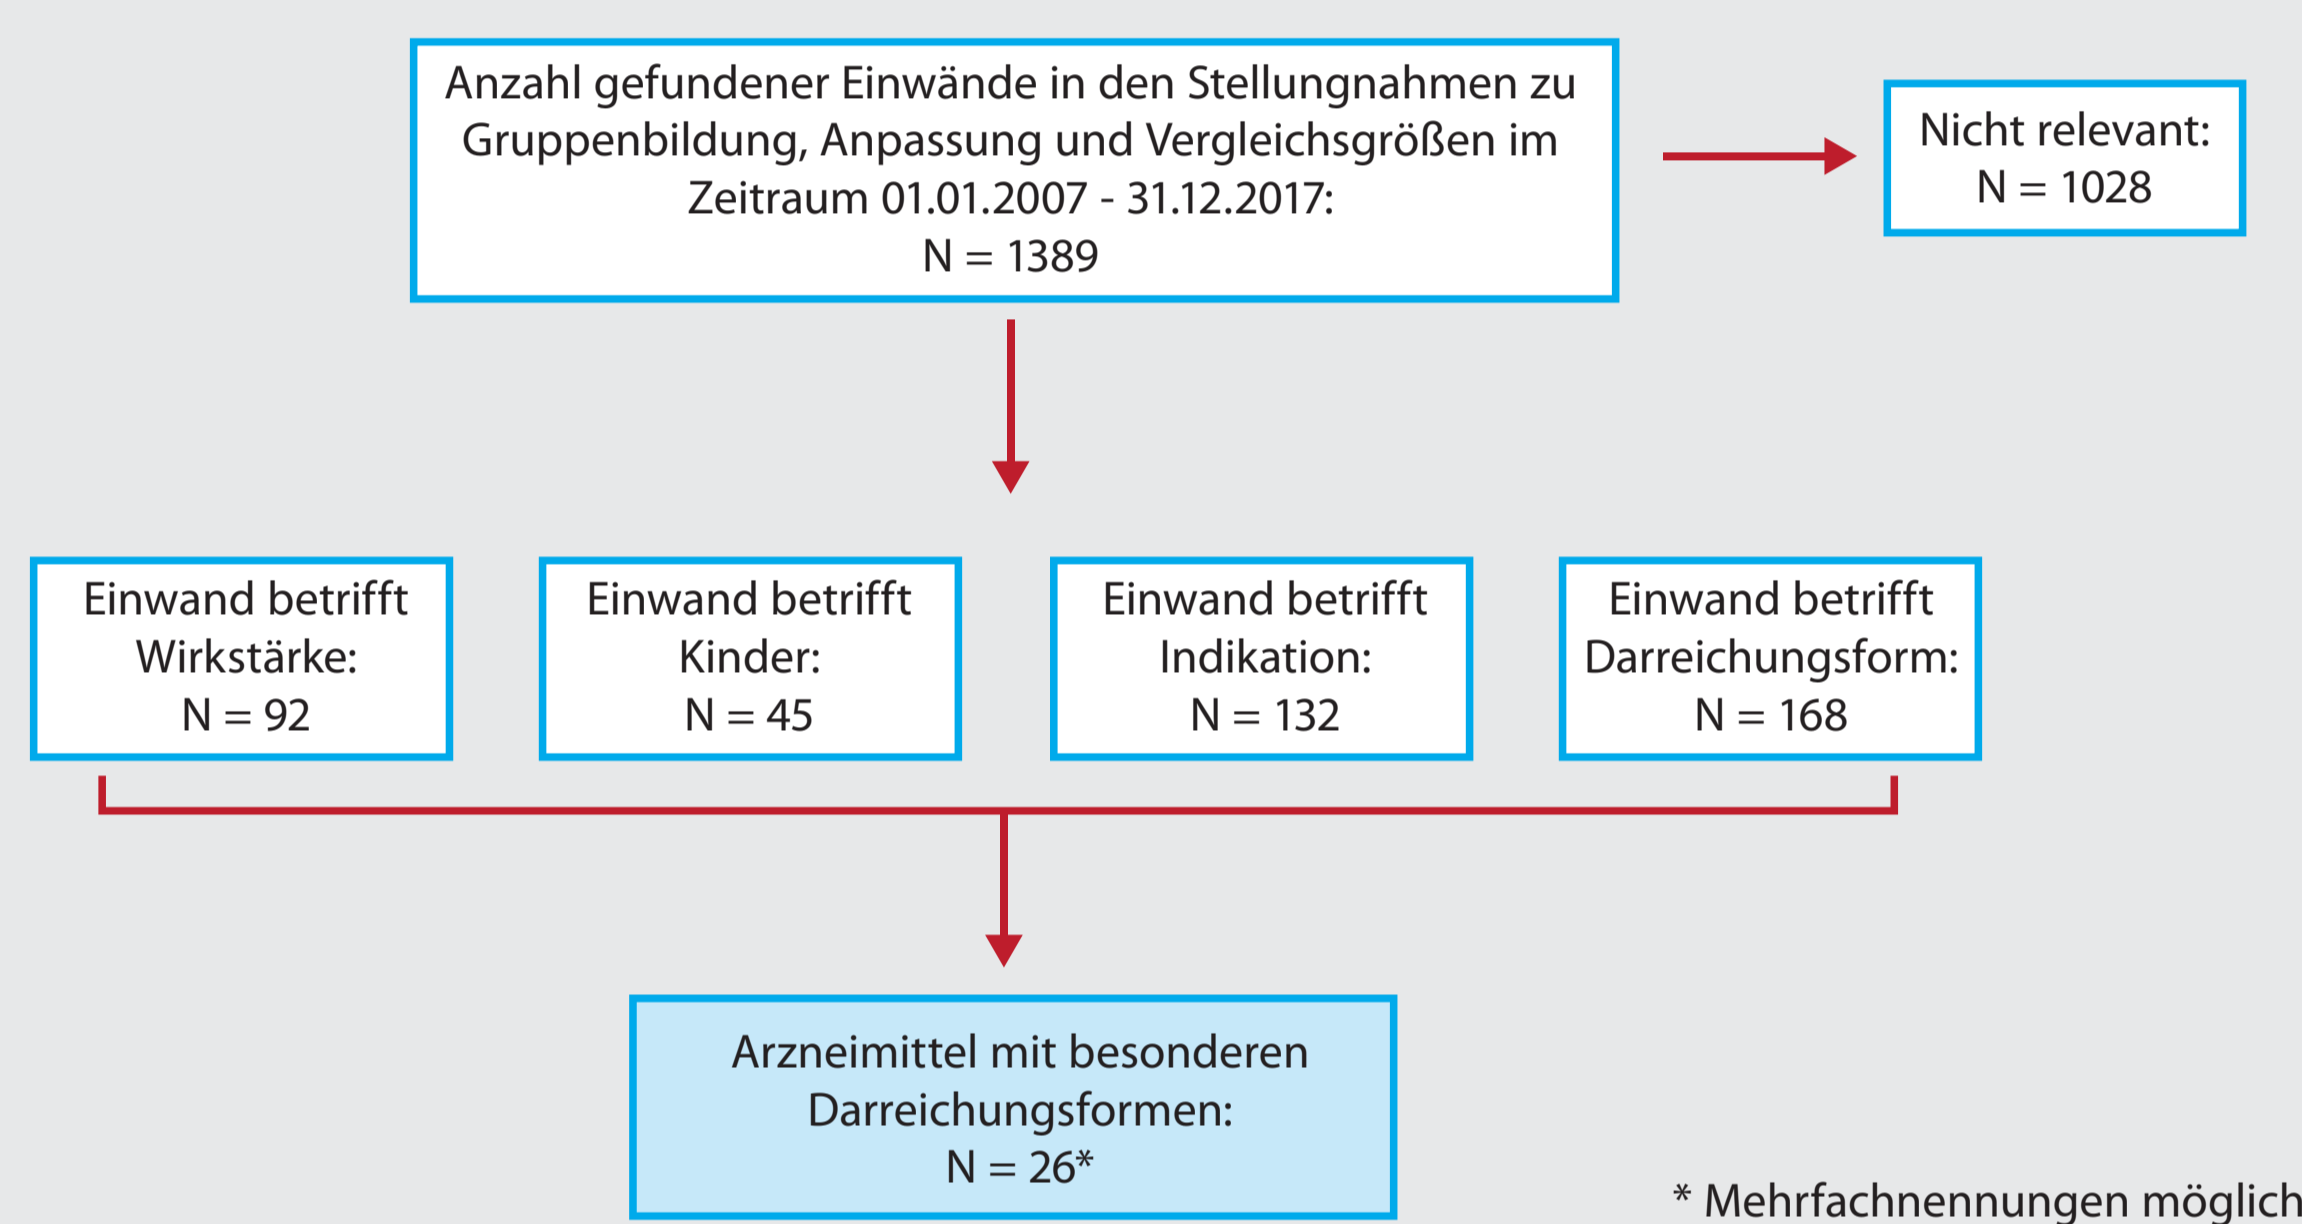 Anzahl gefundener Einwände in den Stellungnahmen zu
Gruppenbildung, Anpassung und Vergleichsgrößen im
Zeitraum 01.01.2007 - 31.12.2017:
N = 1389
Nicht relevant:
N = 1028
Einwand betrifft
Wirkstärke:
N = 92
Einwand betrifft
Kinder:
N = 45
Einwand betrifft
Indikation:
N = 132
Einwand betrifft
Darreichungsform:
N = 168
Arzneimittel mit besonderen
Darreichungsformen:
N = 26*
* Mehrfachnennungen möglich